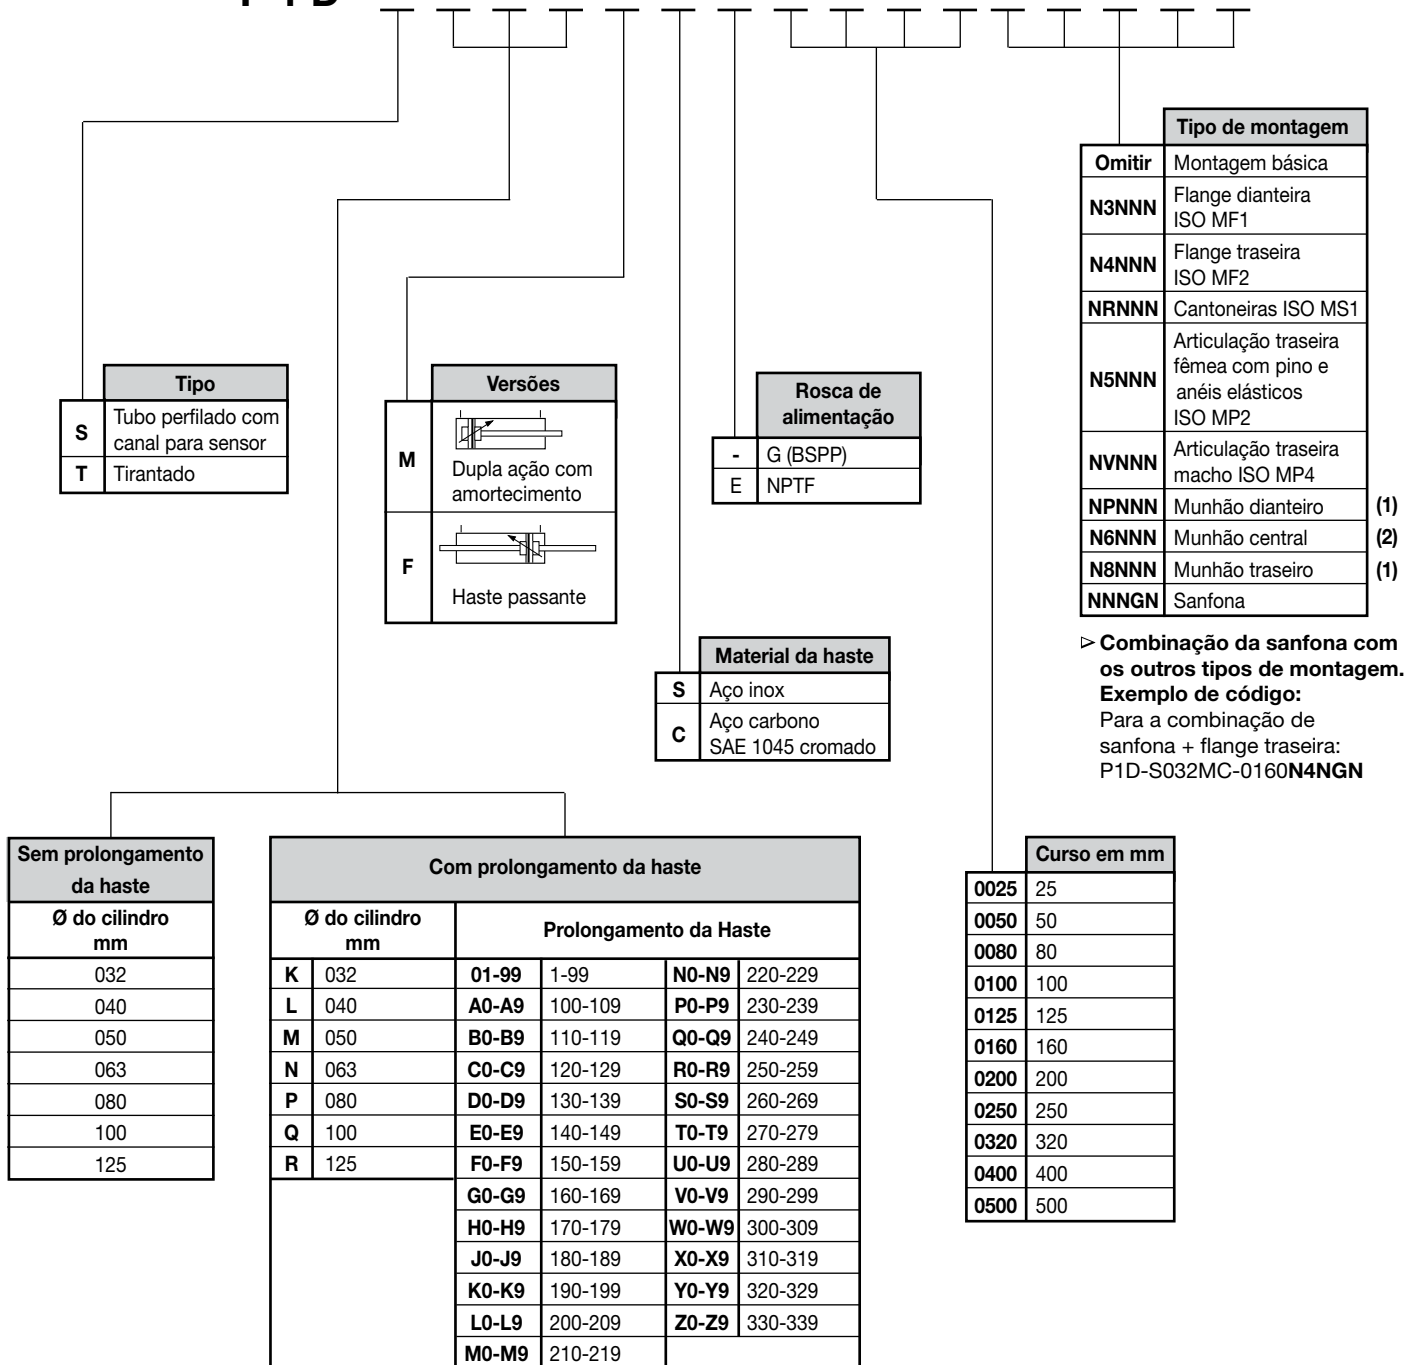 P1D
Tipo de montagem
Omitir Montagem básica
N3NNN Flange dianteira
ISO MF1
N4NNN Flange traseira
ISO MF2
NRNNN Cantoneiras ISO MS1
N5NNN Articulação traseira
fêmea com pino e
anéis elásticos
ISO MP2
NVNNN Articulação traseira
macho ISO MP4
NPNNN Munhão dianteiro (1)
N6NNN Munhão central (2)
N8NNN Munhão traseiro (1)
NNNGN Sanfona
▷ Combinação da sanfona com
os outros tipos de montagem.
Exemplo de código:
Para a combinação de
sanfona + flange traseira:
P1D-S032MC-0160N4NGN
Tipo
S Tubo perfilado com
canal para sensor
T Tirantado
Versões
M Dupla ação com
amortecimento
F Haste passante
Rosca de
alimentação
- G (BSPP)
E NPTF
Material da haste
S Aço inox
C Aço carbono
SAE 1045 cromado
Sem prolongamento
da haste
Ø do cilindro
mm
032
040
050
063
080
100
125
Com prolongamento da haste
Ø do cilindro
mm
Prolongamento da Haste
K 032 01-99 1-99 N0-N9 220-229
L 040 A0-A9 100-109 P0-P9 230-239
M 050 B0-B9 110-119 Q0-Q9 240-249
N 063 C0-C9 120-129 R0-R9 250-259
P 080 D0-D9 130-139 S0-S9 260-269
Q 100 E0-E9 140-149 T0-T9 270-279
R 125 F0-F9 150-159 U0-U9 280-289
G0-G9 160-169 V0-V9 290-299
H0-H9 170-179 W0-W9 300-309
J0-J9 180-189 X0-X9 310-319
K0-K9 190-199 Y0-Y9 320-329
L0-L9 200-209 Z0-Z9 330-339
M0-M9 210-219
Curso em mm
0025 25
0050 50
0080 80
0100 100
0125 125
0160 160
0200 200
0250 250
0320 320
0400 400
0500 500